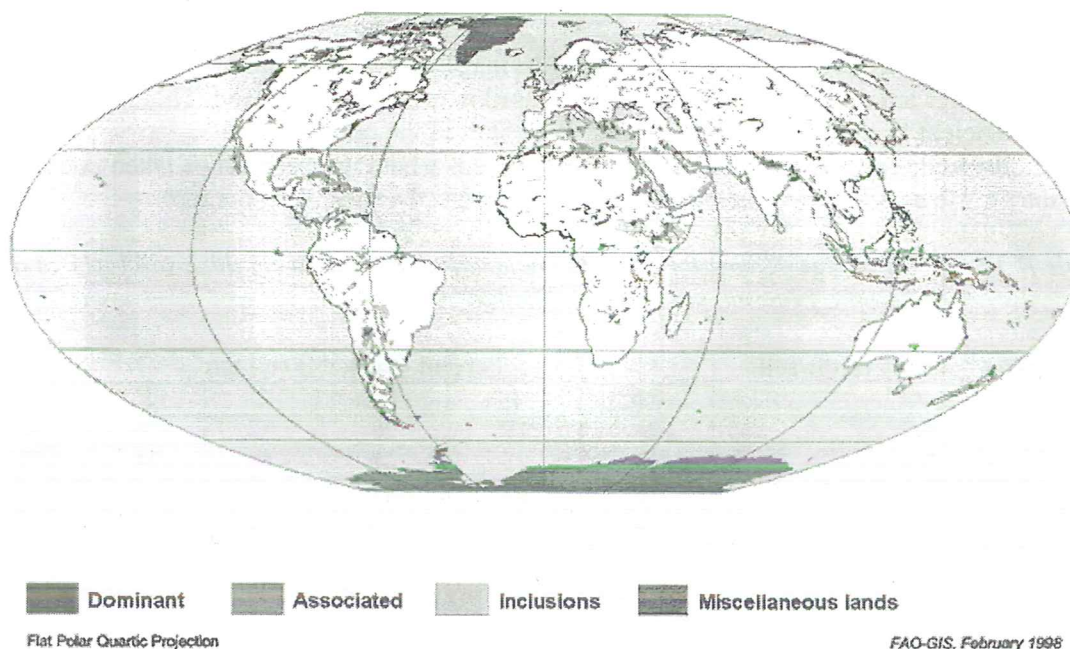 Dominant Associated Inclusions Miscellaneous lands
Flat Polar Quartic Projection FAO-GIS, February 1998